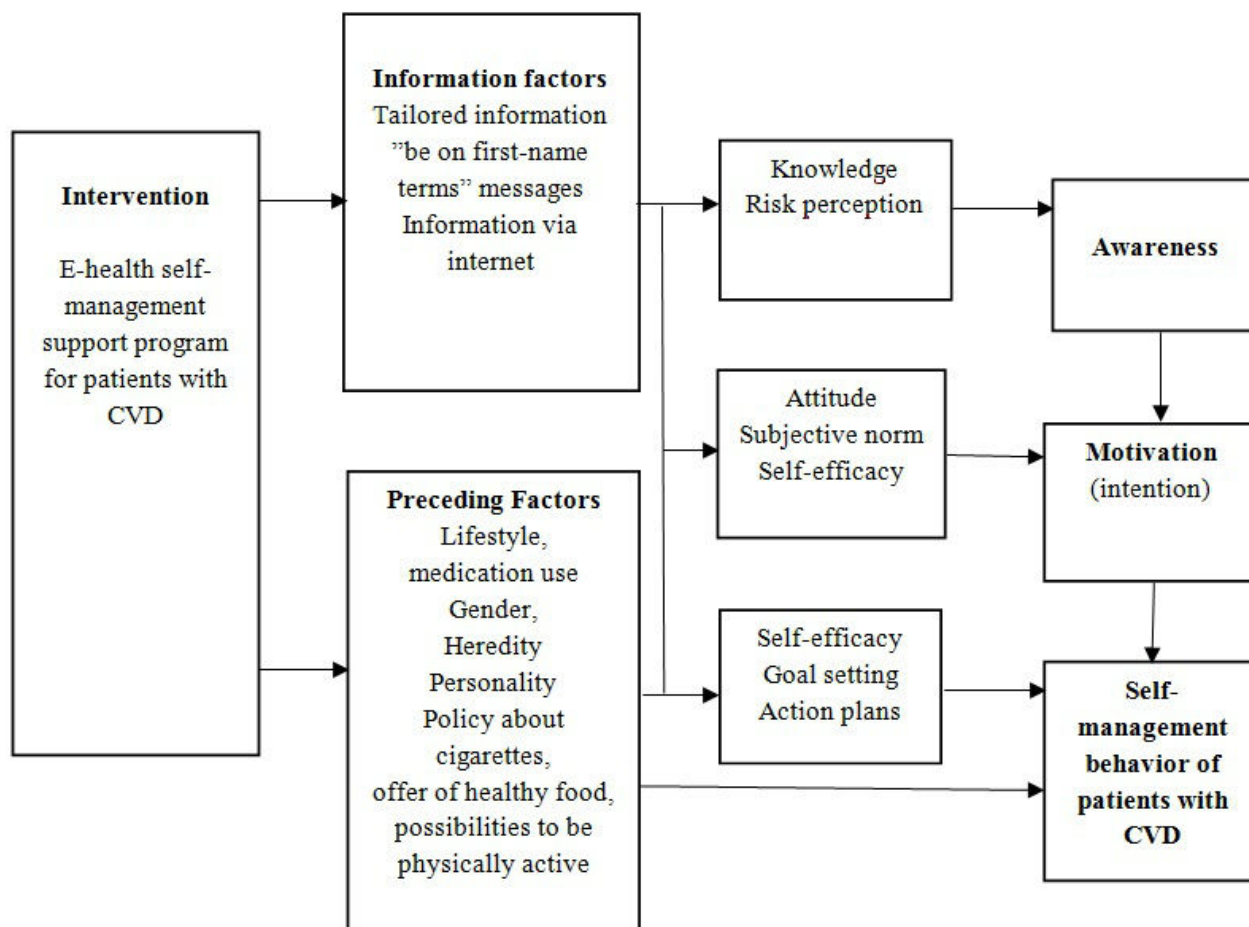 Intervention
E-health self-
management
support program
for patients with
CVD
Information factors
Tailored information
”be on first-name
terms” messages
Information via
internet
Preceding Factors
Lifestyle,
medication use
Gender,
Heredity
Personality
Policy about
cigarettes,
offer of healthy food,
possibilities to be
physically active
Knowledge
Risk perception
Attitude
Subjective norm
Self-efficacy
Self-efficacy
Goal setting
Action plans
Awareness
Motivation
(intention)
Self-
management
behavior of
patients with
CVD